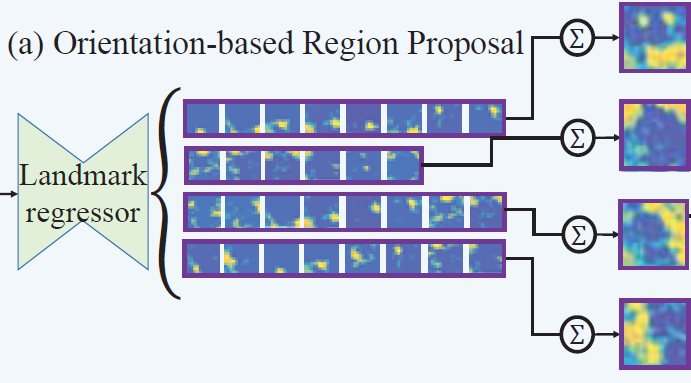 (a) Orientation-based Region Proposal
Landmark
regressor
Σ
Σ
Σ
Σ